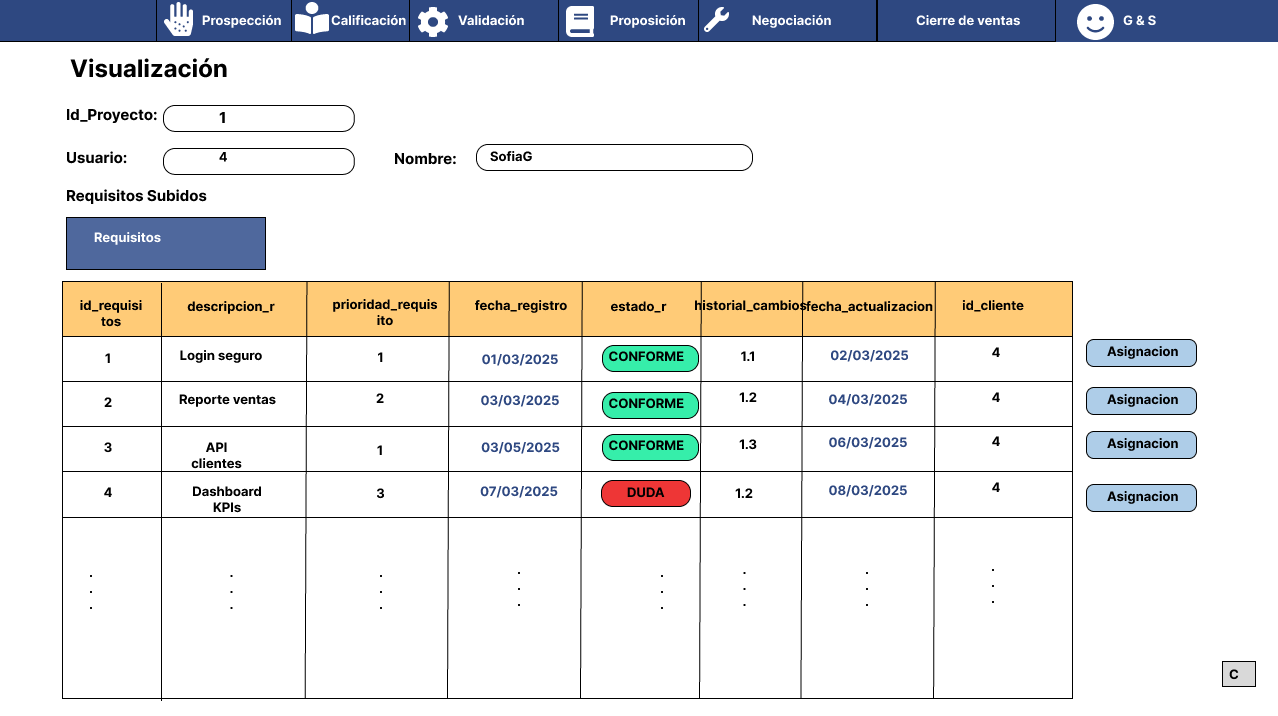 Prospección Calificación Validación Proposición Negociación Cierre de ventas G & S
Visualización
Id_Proyecto: 1
Usuario: 4 Nombre: SofiaG
Requisitos Subidos
Requisitos
id_requisi
tos
descripcion_r
prioridad_requis
ito
fecha_registro
estado_r
historial_cambios
fecha_actualizacion
id_cliente
1 Login seguro 1 01/03/2025 CONFORME 1.1 02/03/2025 4 Asignacion
2 Reporte ventas 2 03/03/2025 CONFORME 1.2 04/03/2025 4 Asignacion
3 API
clientes
1 03/05/2025 CONFORME 1.3 06/03/2025 4 Asignacion
4 Dashboard
KPIs
3 07/03/2025 DUDA 1.2 08/03/2025 4 Asignacion
. . . . . . . .
. . . . . . . .
. . . . . . . .
C